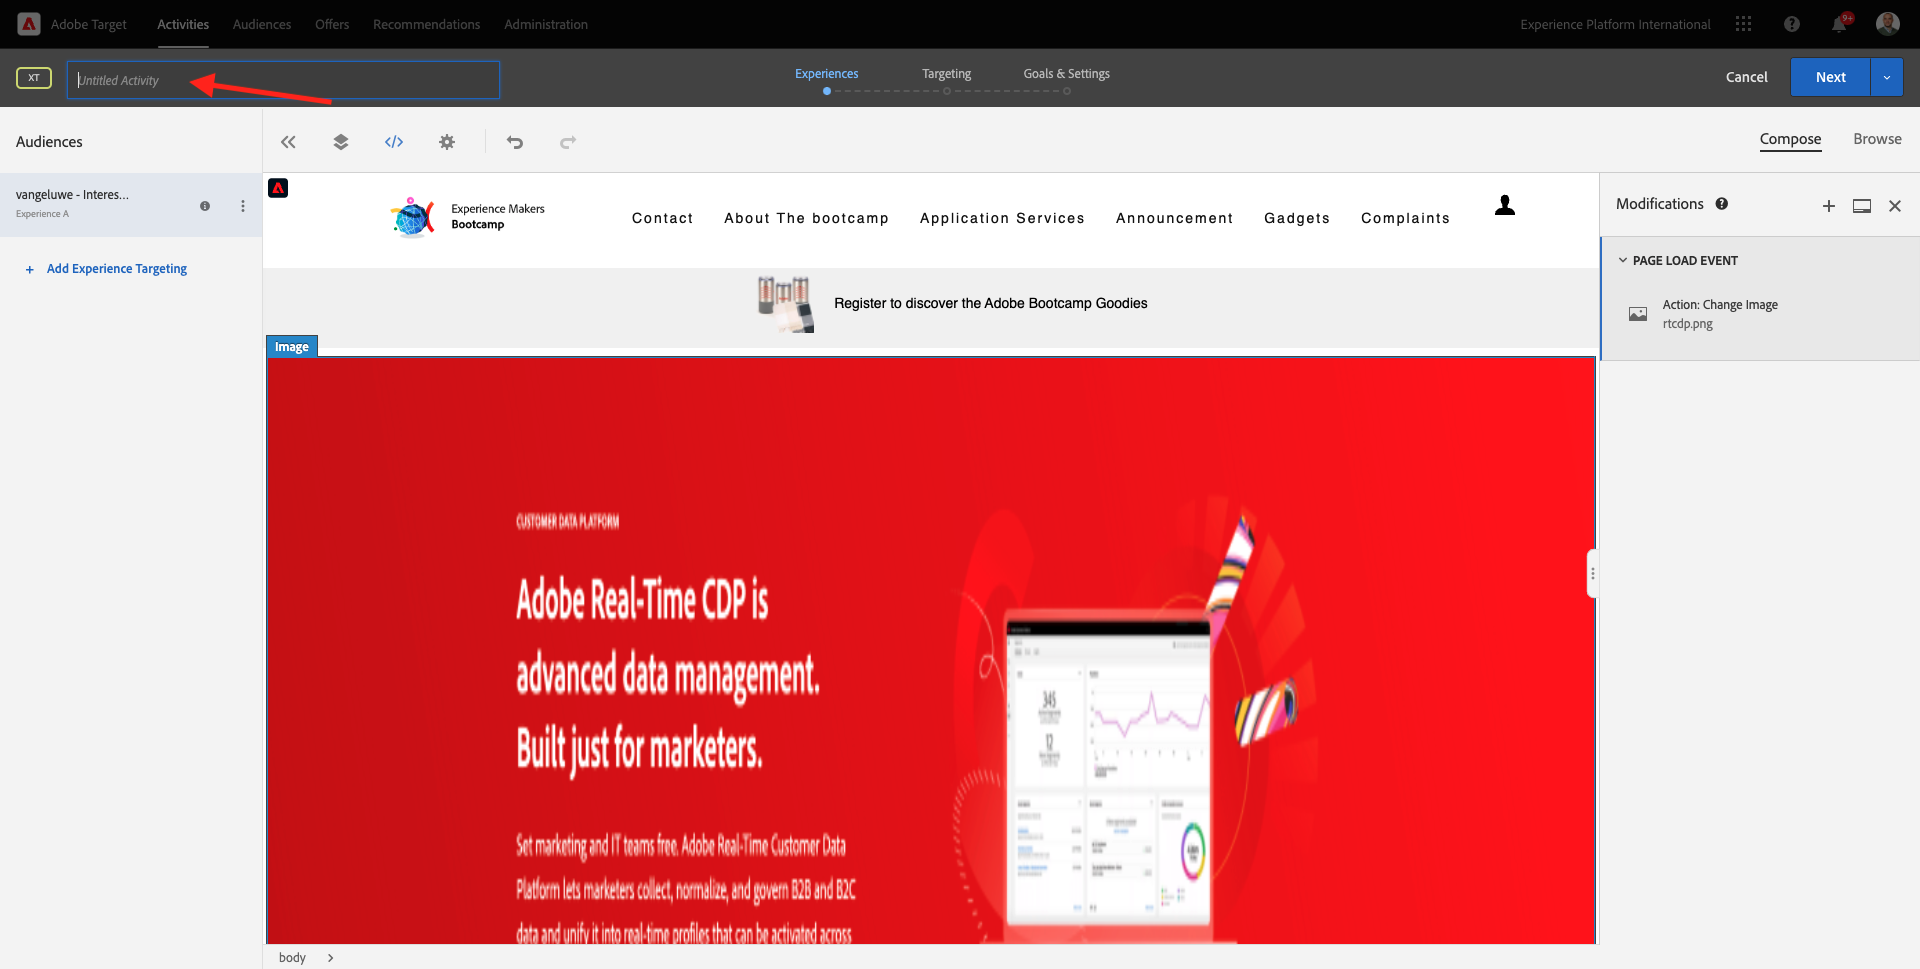 Adobe Target
Activities
Audiences
Offers
Recommendations
Administration
Experience Platform International
9+
XT
Untitled Activity
Experiences
Targeting
Goals & Settings
Cancel
Next
Audiences
</>
Compose
Browse
vangeluwe - Interes...
Experience A
+ Add Experience Targeting
Experience Makers
Bootcamp
Contact
About The bootcamp
Application Services
Announcement
Gadgets
Complaints
Modifications
PAGE LOAD EVENT
Action: Change Image
rtcdp.png
Register to discover the Adobe Bootcamp Goodies
Image
CUSTOMER DATA PLATFORM
Adobe Real-Time CDP is
advanced data management.
Built just for marketers.
Set marketing and IT teams free. Adobe Real-Time Customer Data
Platform lets marketers collect, normalize, and govern B2B and B2C
data and unify it into real-time profiles that can be activated across
345
12
body